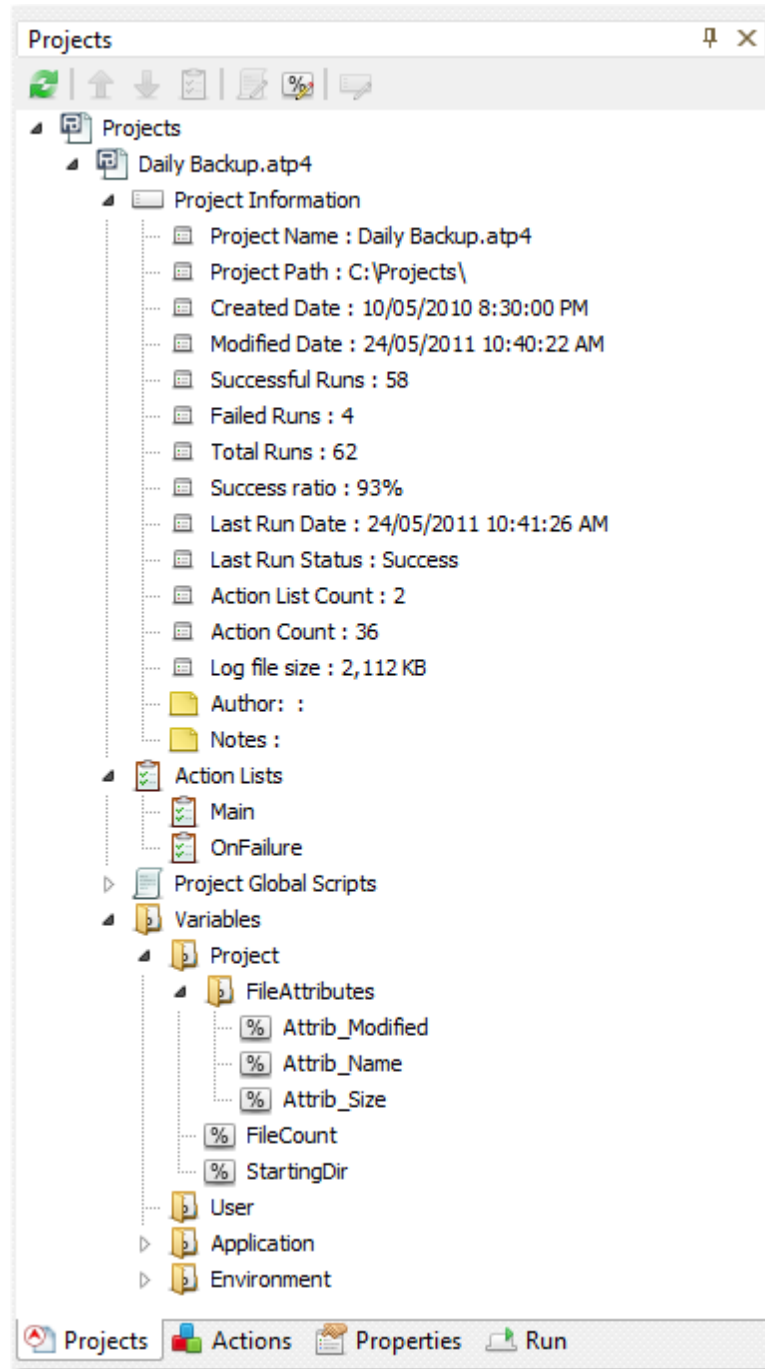 Projects
Projects
Daily Backup.atp4
Project Information
Project Name : Daily Backup.atp4
Project Path : C:\Projects\
Created Date : 10/05/2010 8:30:00 PM
Modified Date : 24/05/2011 10:40:22 AM
Successful Runs : 58
Failed Runs : 4
Total Runs : 62
Success ratio : 93%
Last Run Date : 24/05/2011 10:41:26 AM
Last Run Status : Success
Action List Count : 2
Action Count : 36
Log file size : 2,112 KB
Author: :
Notes :
Action Lists
Main
OnFailure
Project Global Scripts
Variables
Project
FileAttributes
% Attrib_Modified
% Attrib_Name
% Attrib_Size
% FileCount
% StartingDir
User
Application
Environment
Projects Actions Properties Run